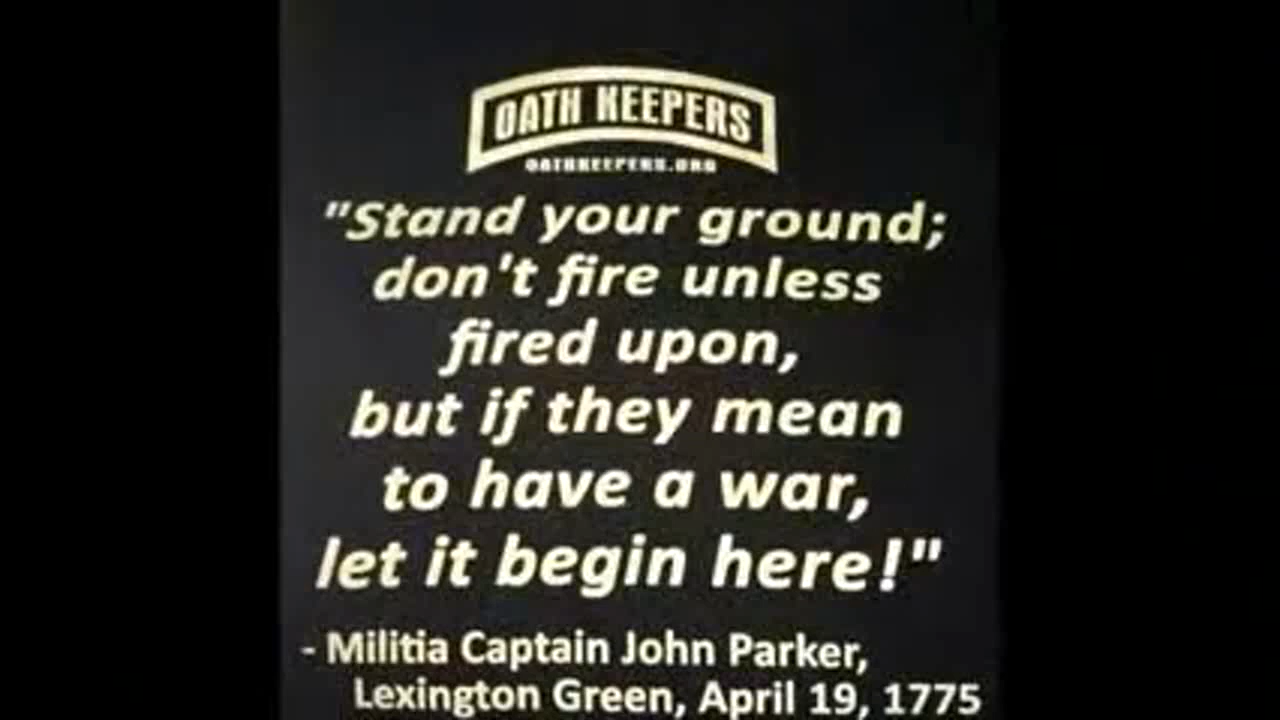 OATH KEEPERS
OATHKEEPERS.ORG
"Stand your ground;
don't fire unless
fired upon,
but if they mean
to have a war,
let it begin here!"
- Militia Captain John Parker,
Lexington Green, April 19, 1775